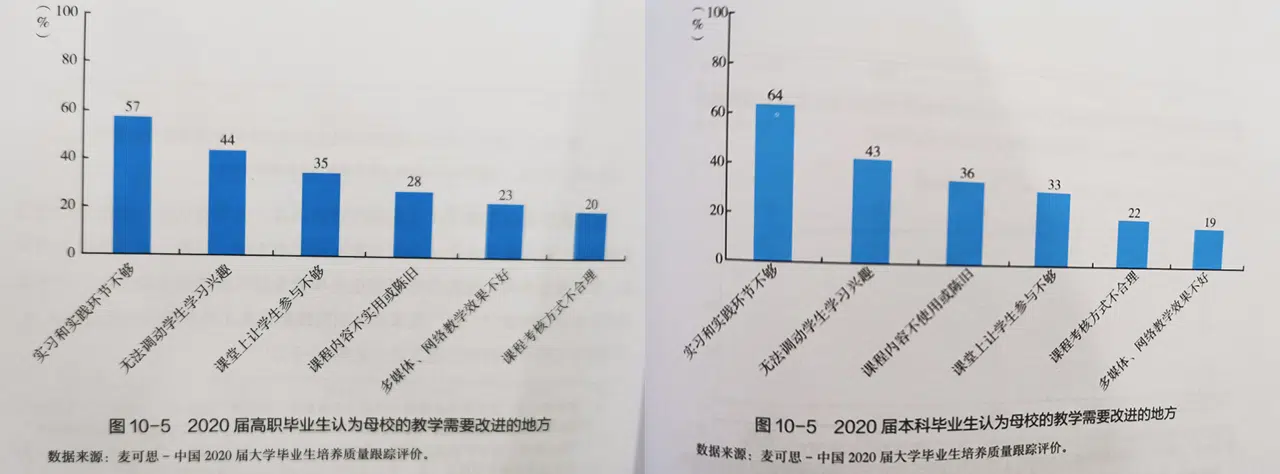 (%)
100
80
60
40
20
0
57
44
35
28
23
20
实习和实践环节不够
无法调动学生学习兴趣
课堂上让学生参与不够
课程内容不实用或陈旧
多媒体、网络教学效果不好
课程考核方式不合理
图 10-5 2020 届高职毕业生认为母校的教学需要改进的地方
数据来源:麦可思-中国 2020 届大学毕业生培养质量跟踪评价。
(%)
100
80
60
40
20
0
64
43
36
33
22
19
实习和实践环节不够
无法调动学生学习兴趣
课程内容不使用或陈旧
课堂上让学生参与不够
课程考核方式不合理
多媒体、网络教学效果不好
图 10-5 2020 届本科毕业生认为母校的教学需要改进的地方
数据来源:麦可思-中国 2020 届大学毕业生培养质量跟踪评价。